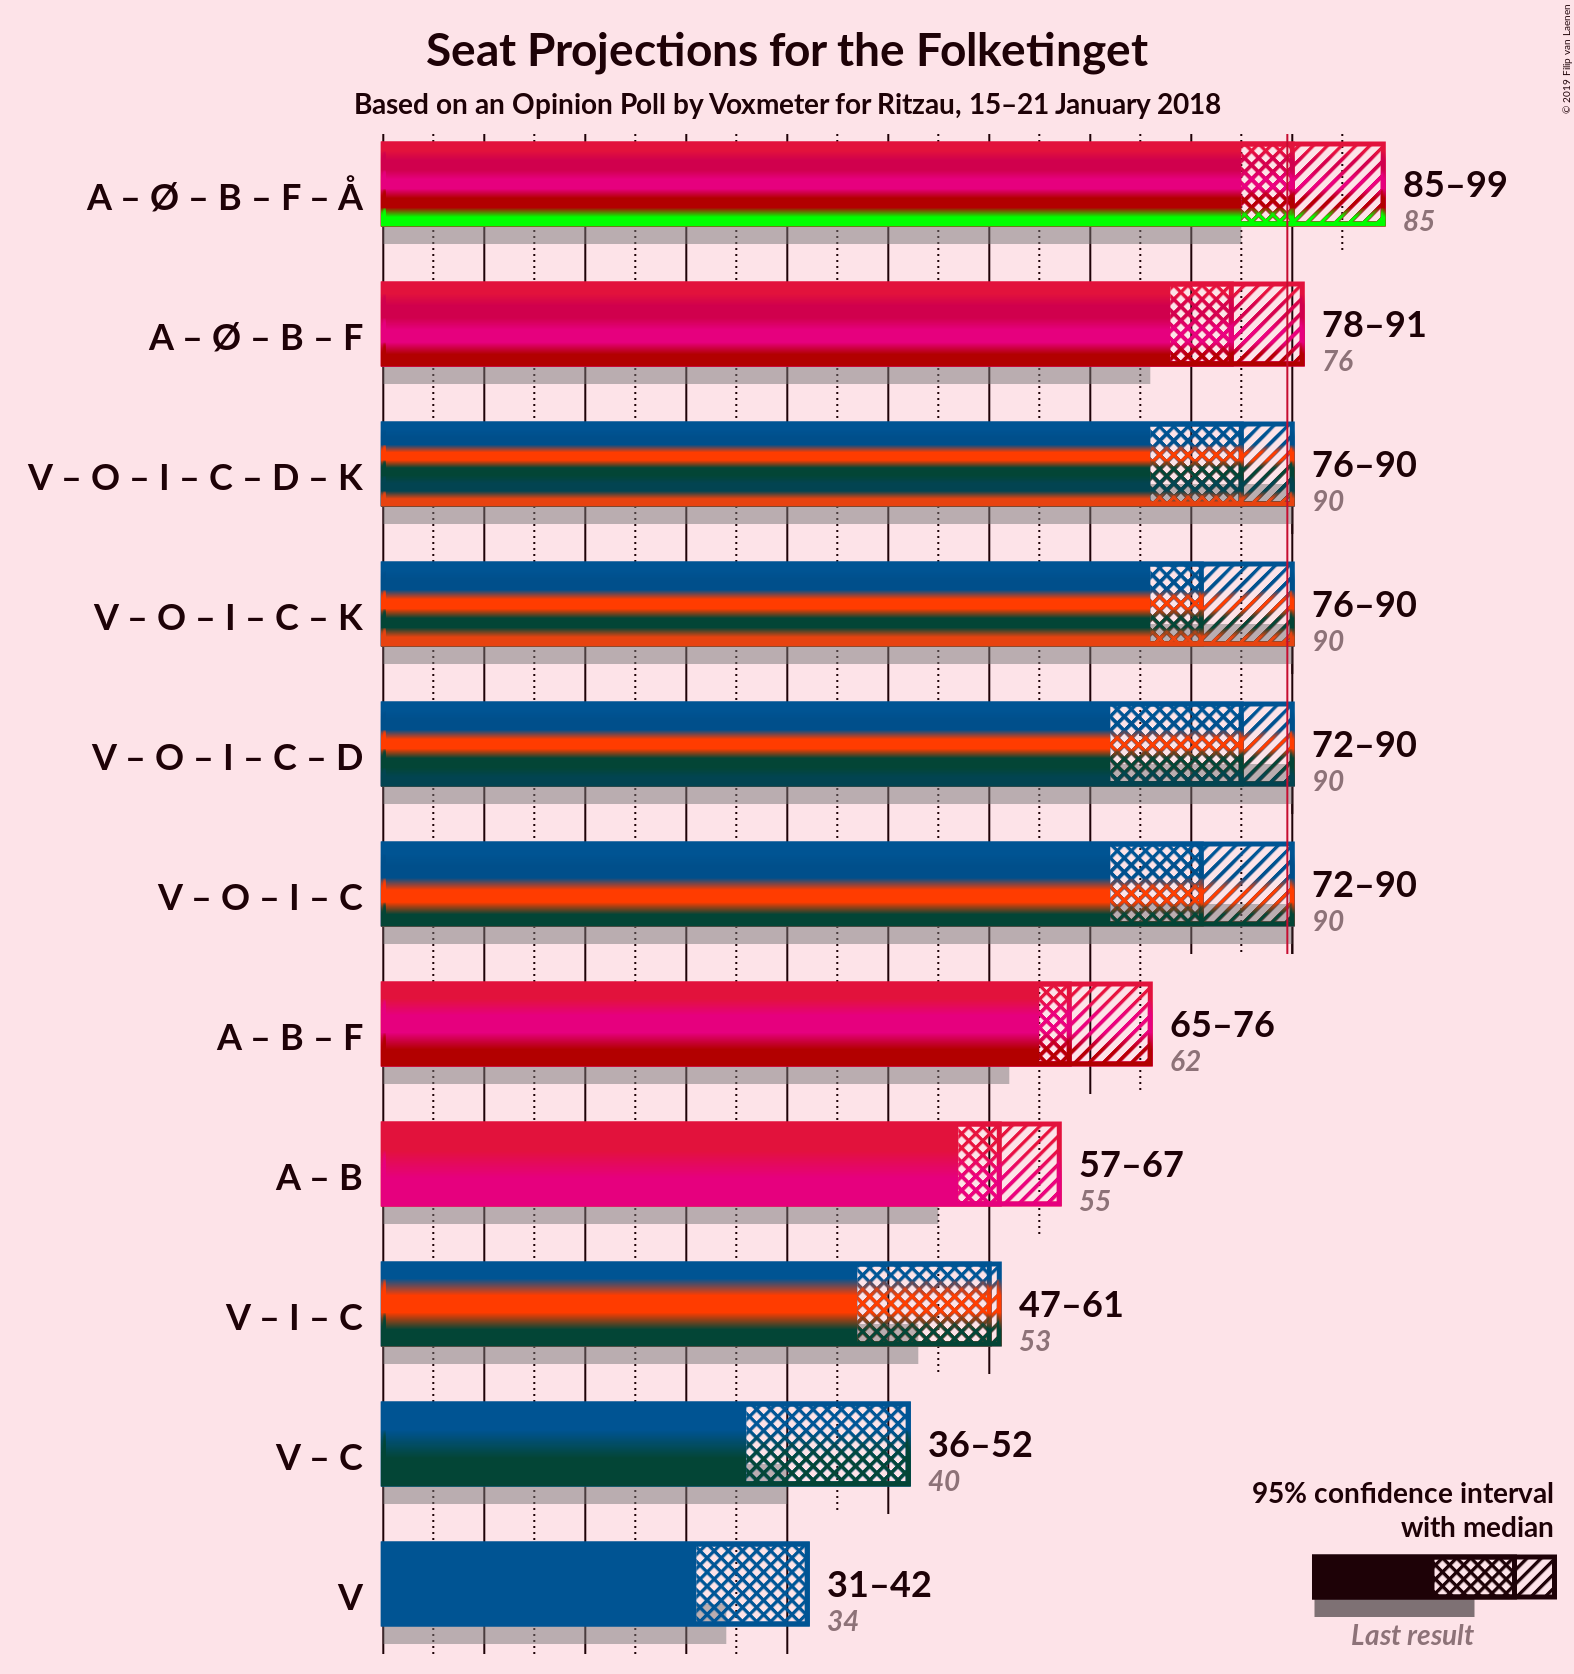 Seat Projections for the Folketinget
Based on an Opinion Poll by Voxmeter for Ritzau, 15–21 January 2018
© 2019 Filip van Laenen
A – Ø – B – F – Å
85–99
85
A – Ø – B – F
78–91
76
V – O – I – C – D – K
76–90
90
V – O – I – C – K
76–90
90
V – O – I – C – D
72–90
90
V – O – I – C
72–90
90
A – B – F
65–76
62
A – B
57–67
55
V – I – C
47–61
53
V – C
36–52
40
V
31–42
34
95% confidence interval
with median
Last result